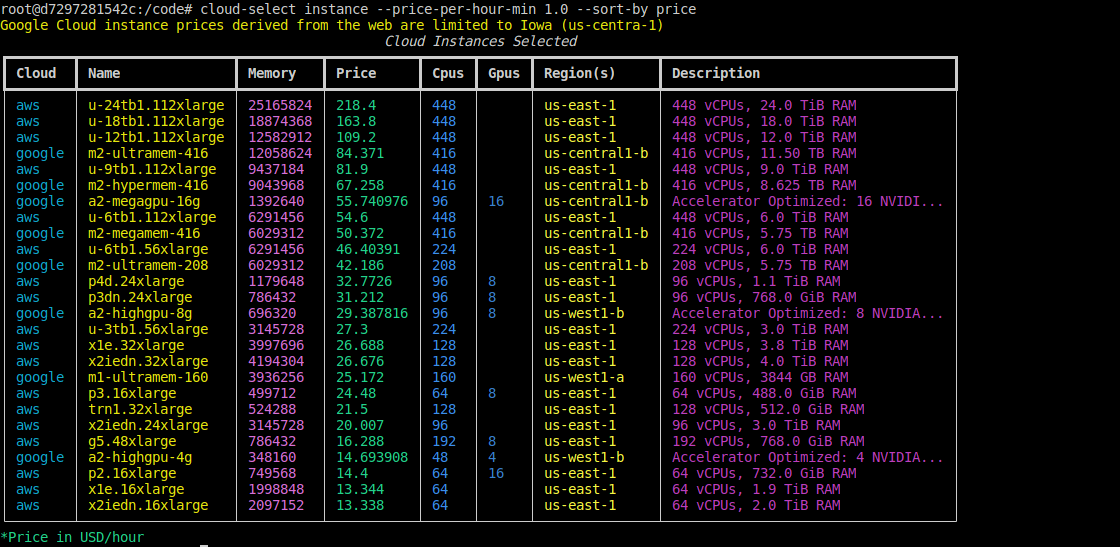 root@d7297281542c:/code# cloud-select instance --price-per-hour-min 1.0 --sort-by price
Google Cloud instance prices derived from the web are limited to Iowa (us-centra-1)
Cloud Instances Selected
Cloud Name Memory Price Cpus Gpus Region(s) Description
aws u-24tb1.112xlarge 25165824 218.4 448 us-east-1 448 vCPUs, 24.0 TiB RAM
aws u-18tb1.112xlarge 18874368 163.8 448 us-east-1 448 vCPUs, 18.0 TiB RAM
aws u-12tb1.112xlarge 12582912 109.2 448 us-east-1 448 vCPUs, 12.0 TiB RAM
google m2-ultramem-416 12058624 84.371 416 us-central1-b 416 vCPUs, 11.50 TB RAM
aws u-9tb1.112xlarge 9437184 81.9 448 us-east-1 448 vCPUs, 9.0 TiB RAM
google m2-hypermem-416 9043968 67.258 416 us-central1-b 416 vCPUs, 8.625 TB RAM
google a2-megagpu-16g 1392640 55.740976 96 16 us-central1-b Accelerator Optimized: 16 NVIDI...
aws u-6tb1.112xlarge 6291456 54.6 448 us-east-1 448 vCPUs, 6.0 TiB RAM
google m2-megamem-416 6029312 50.372 416 us-central1-b 416 vCPUs, 5.75 TB RAM
aws u-6tb1.56xlarge 6291456 46.40391 224 us-east-1 224 vCPUs, 6.0 TiB RAM
google m2-ultramem-208 6029312 42.186 208 us-central1-b 208 vCPUs, 5.75 TB RAM
aws p4d.24xlarge 1179648 32.7726 96 8 us-east-1 96 vCPUs, 1.1 TiB RAM
aws p3dn.24xlarge 786432 31.212 96 8 us-east-1 96 vCPUs, 768.0 GiB RAM
google a2-highgpu-8g 696320 29.387816 96 8 us-west1-b Accelerator Optimized: 8 NVIDIA...
aws u-3tb1.56xlarge 3145728 27.3 224 us-east-1 224 vCPUs, 3.0 TiB RAM
aws x1e.32xlarge 3997696 26.688 128 us-east-1 128 vCPUs, 3.8 TiB RAM
aws x2iedn.32xlarge 4194304 26.676 128 us-east-1 128 vCPUs, 4.0 TiB RAM
google m1-ultramem-160 3936256 25.172 160 us-west1-a 160 vCPUs, 3844 GB RAM
aws p3.16xlarge 499712 24.48 64 8 us-east-1 64 vCPUs, 488.0 GiB RAM
aws trn1.32xlarge 524288 21.5 128 us-east-1 128 vCPUs, 512.0 GiB RAM
aws x2iedn.24xlarge 3145728 20.007 96 us-east-1 96 vCPUs, 3.0 TiB RAM
aws g5.48xlarge 786432 16.288 192 8 us-east-1 192 vCPUs, 768.0 GiB RAM
google a2-highgpu-4g 348160 14.693908 48 4 us-west1-b Accelerator Optimized: 4 NVIDIA...
aws p2.16xlarge 749568 14.4 64 16 us-east-1 64 vCPUs, 732.0 GiB RAM
aws x1e.16xlarge 1998848 13.344 64 us-east-1 64 vCPUs, 1.9 TiB RAM
aws x2iedn.16xlarge 2097152 13.338 64 us-east-1 64 vCPUs, 2.0 TiB RAM
*Price in USD/hour